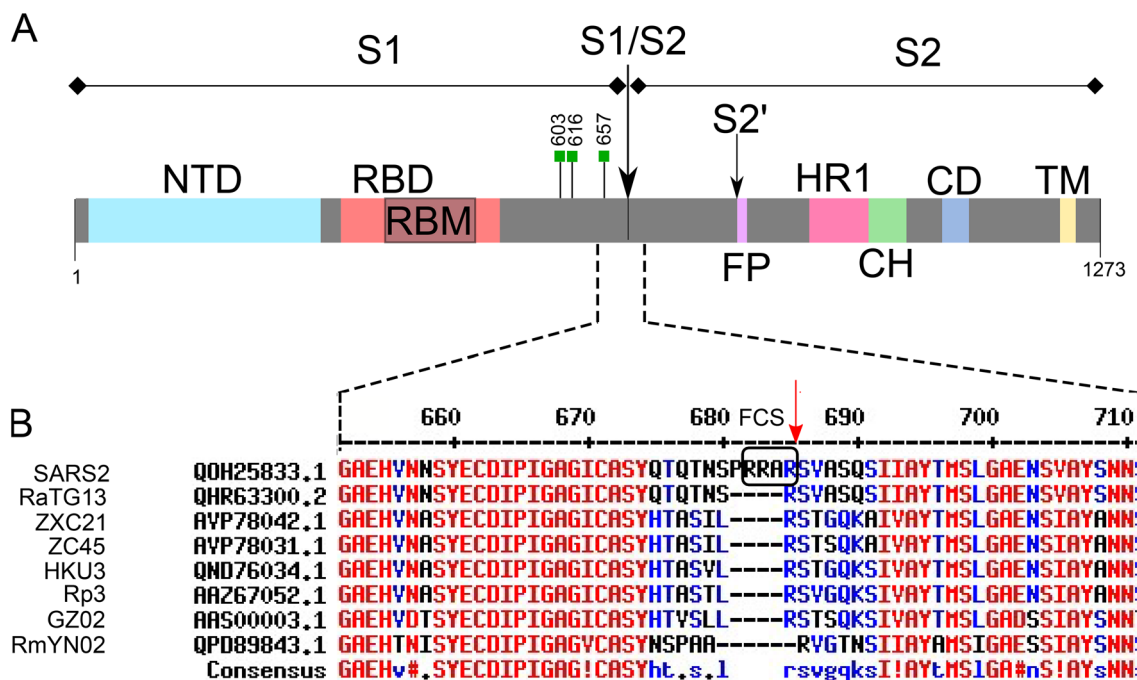 A
S1 S1/S2 S2
603 616 657
S2'
NTD RBD RBM HR1 CD TM
FP CH
1 1273
B
660 670 680 FCS 690 700 710
SARS2 QOH25833.1 GAEHVNNSYECDIPIGAGICASYQTQTNSPRRARSVASQSIIAYTMSLGAENSVAYSNN
RaTG13 QHR63300.2 GAEHVNNSYECDIPIGAGICASYQTQTNS----RSVASQSIIAYTMSLGAENSVAYSNN
ZXC21 AVP78042.1 GAEHVNASYECDIPIGAGICASYHTASIL----RSTGQKAIVAYTMSLGAENSIAYANN
ZC45 AVP78031.1 GAEHVNASYECDIPIGAGICASYHTASIL----RSTSQKAIVAYTMSLGAENSIAYANN
HKU3 QND76034.1 GAEHVNASYECDIPIGAGICASYHTASVL----RSTGQKSIVAYTMSLGAENSIAYANN
Rp3 AAZ67052.1 GAEHVNASYECDIPIGAGICASYHTASTL----RSVGQKSIVAYTMSLGAENSIAYANN
GZ02 AAS00003.1 GAEHVDTSYECDIPIGAGICASYHTVSLL----RSTSQKSIVAYTMSLGADSSIAYSNN
RmYN02 QPD89843.1 GAEHTNISYECDIPIGAGVCASYNSPAA------RVGTNSIIAYAMSIGAESSIAYSNN
Consensus GAEHv#.SYECDIPIGAG!CASYht.s.l rsvgqksI!AYtMSlGA#nS!AYsNN